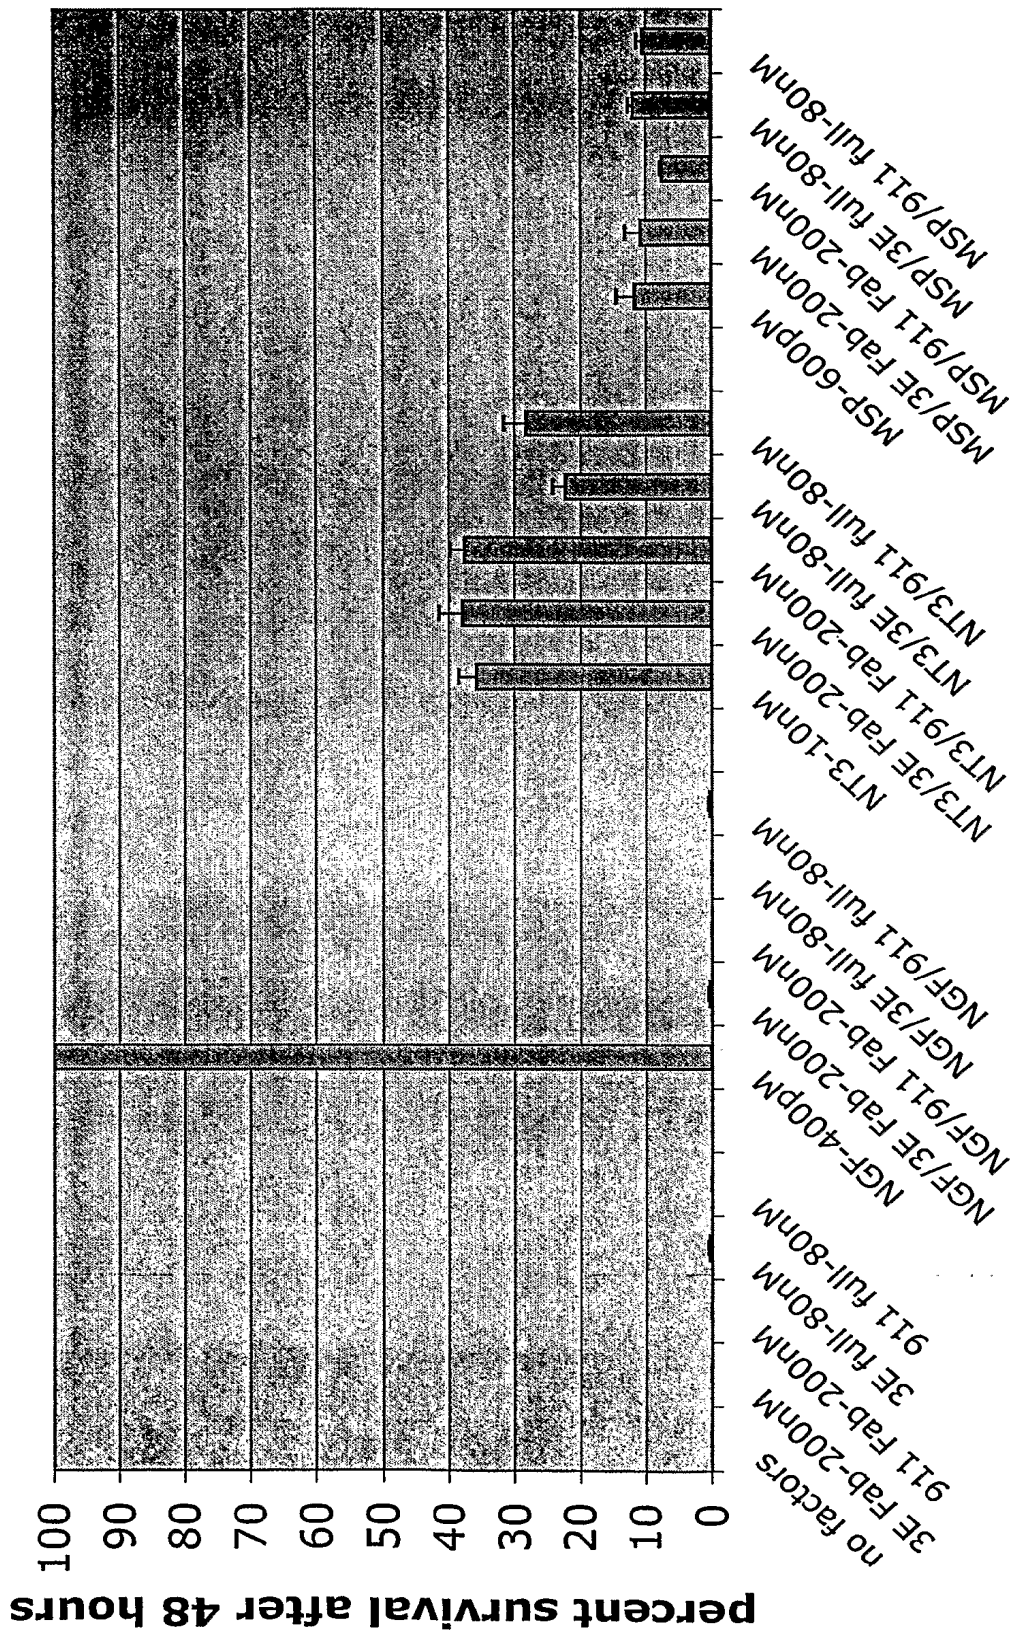 percent survival after 48 hours
100
90
80
70
60
50
40
30
20
10
0
no factors
3E Fab-200nM
911 Fab-200nM
3E full-80nM
911 full-80nM
NGF-400pM
NGF/3E Fab-200nM
NGF/911 Fab-200nM
NGF/3E full-80nM
NGF/911 full-80nM
NT3-10nM
NT3/3E Fab-200nM
NT3/911 Fab-200nM
NT3/3E full-80nM
NT3/911 full-80nM
MSP-600pM
MSP/3E Fab-200nM
MSP/911 Fab-200nM
MSP/3E full-80nM
MSP/911 full-80nM